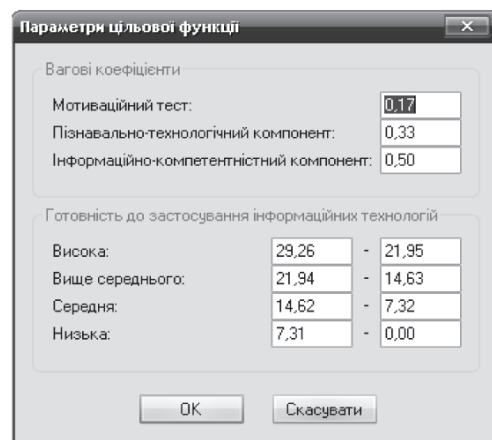 Параметри цільової функції
Вагові коефіцієнти
Мотиваційний тест: 0,17
Пізнавально-технологічний компонент: 0,33
Інформаційно-компетентністний компонент: 0,50
Готовність до застосування інформаційних технологій
Висока: 29,26 - 21,95
Вище середнього: 21,94 - 14,63
Середня: 14,62 - 7,32
Низька: 7,31 - 0,00
OK Скасувати